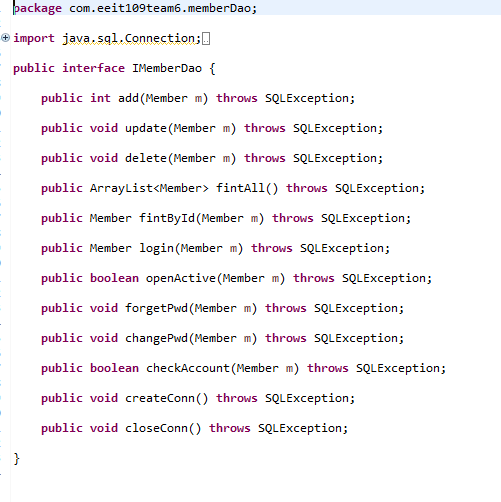 package com.eeit109team6.memberDao;
import java.sql.Connection;
public interface IMemberDao {
public int add(Member m) throws SQLException;
public void update(Member m) throws SQLException;
public void delete(Member m) throws SQLException;
public ArrayList<Member> fintAll() throws SQLException;
public Member fintById(Member m) throws SQLException;
public Member login(Member m) throws SQLException;
public boolean openActive(Member m) throws SQLException;
public void forgetPwd(Member m) throws SQLException;
public void changePwd(Member m) throws SQLException;
public boolean checkAccount(Member m) throws SQLException;
public void createConn() throws SQLException;
public void closeConn() throws SQLException;
}